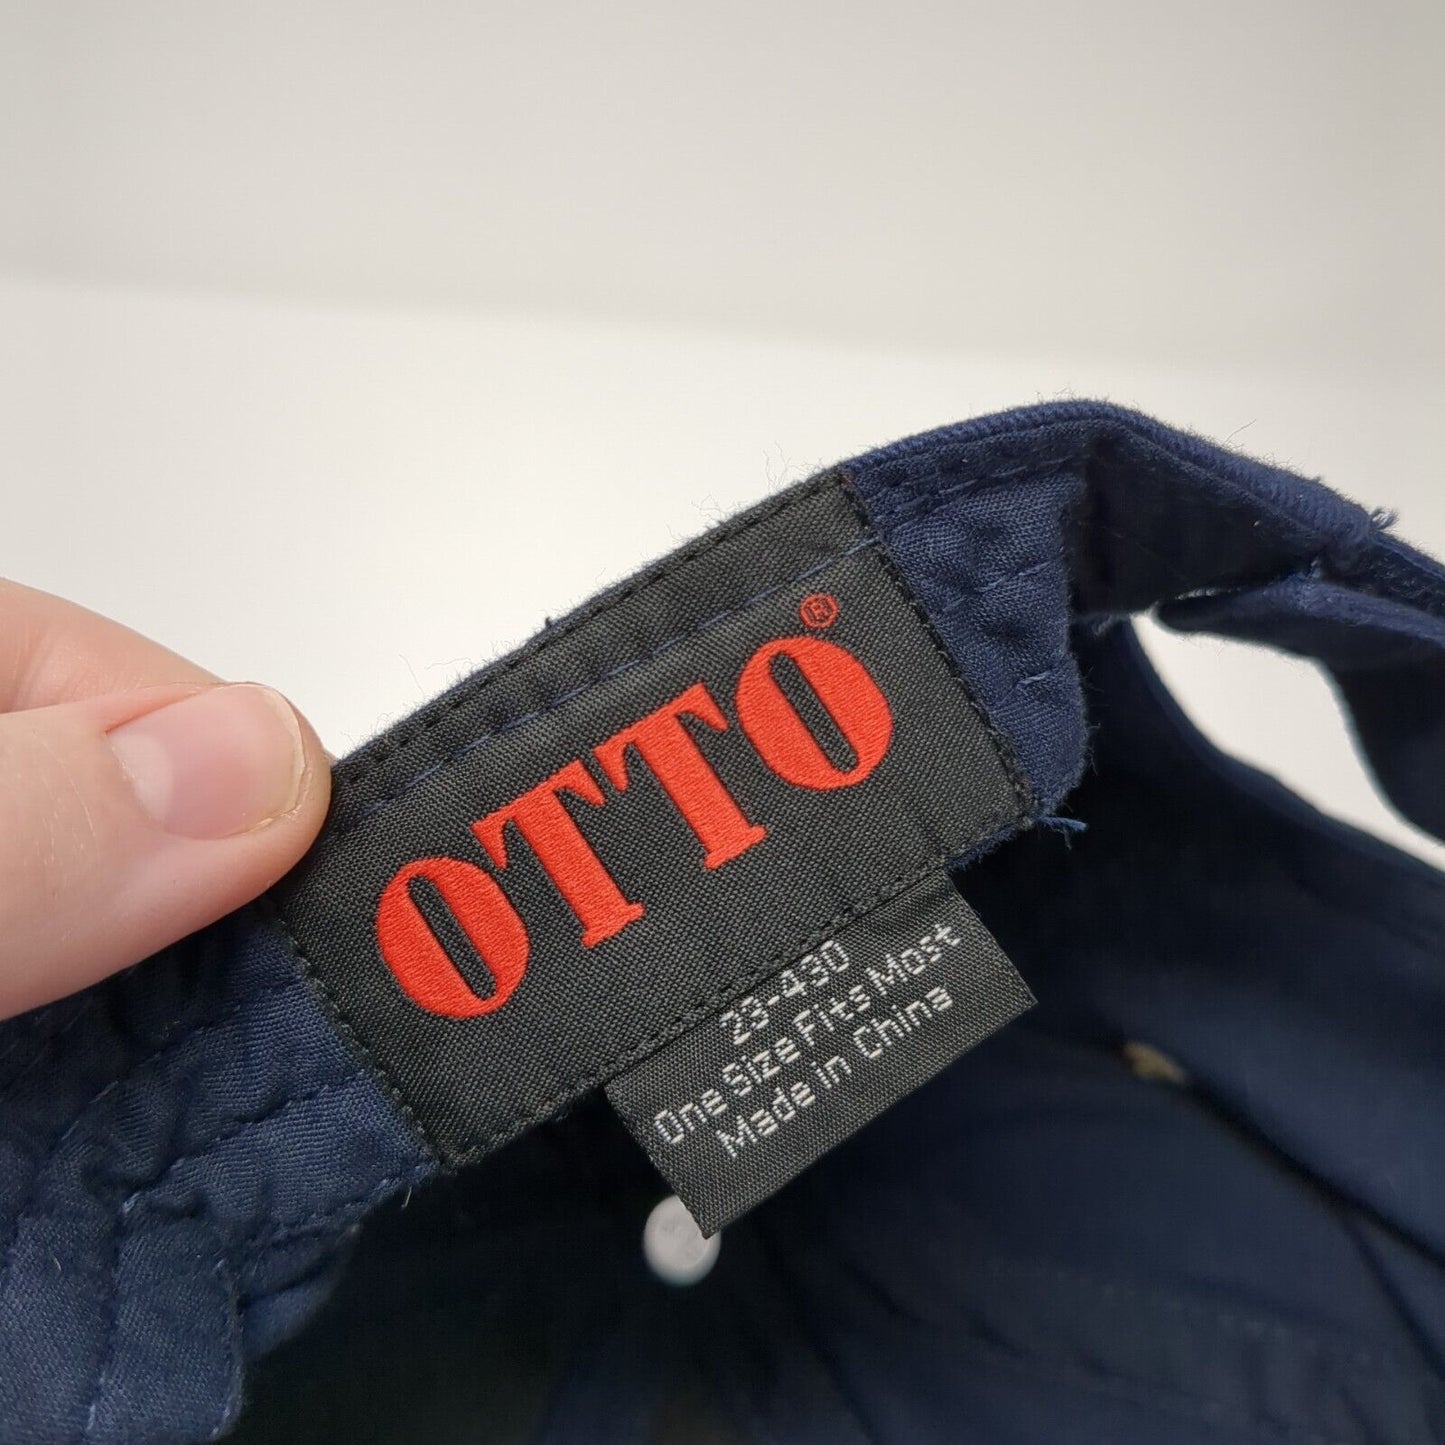 OTTO®
23-430
One Size Fits Most
Made in China